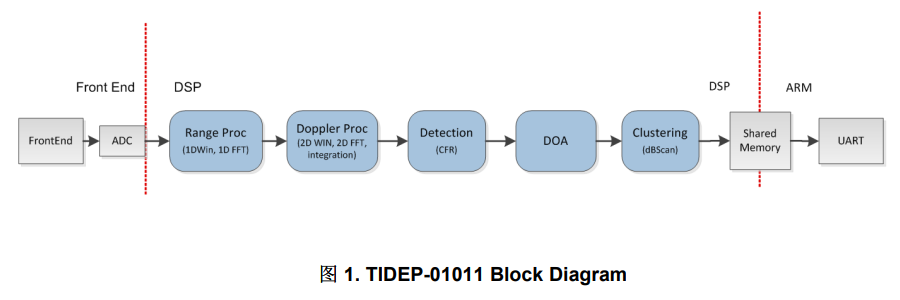 Front End
DSP
DSP
ARM
FrontEnd
ADC
Range Proc
(1DWin, 1D FFT)
Doppler Proc
(2D WIN, 2D FFT,
integration)
Detection
(CFR)
DOA
Clustering
(dBScan)
Shared
Memory
UART
图 1. TIDEP-01011 Block Diagram